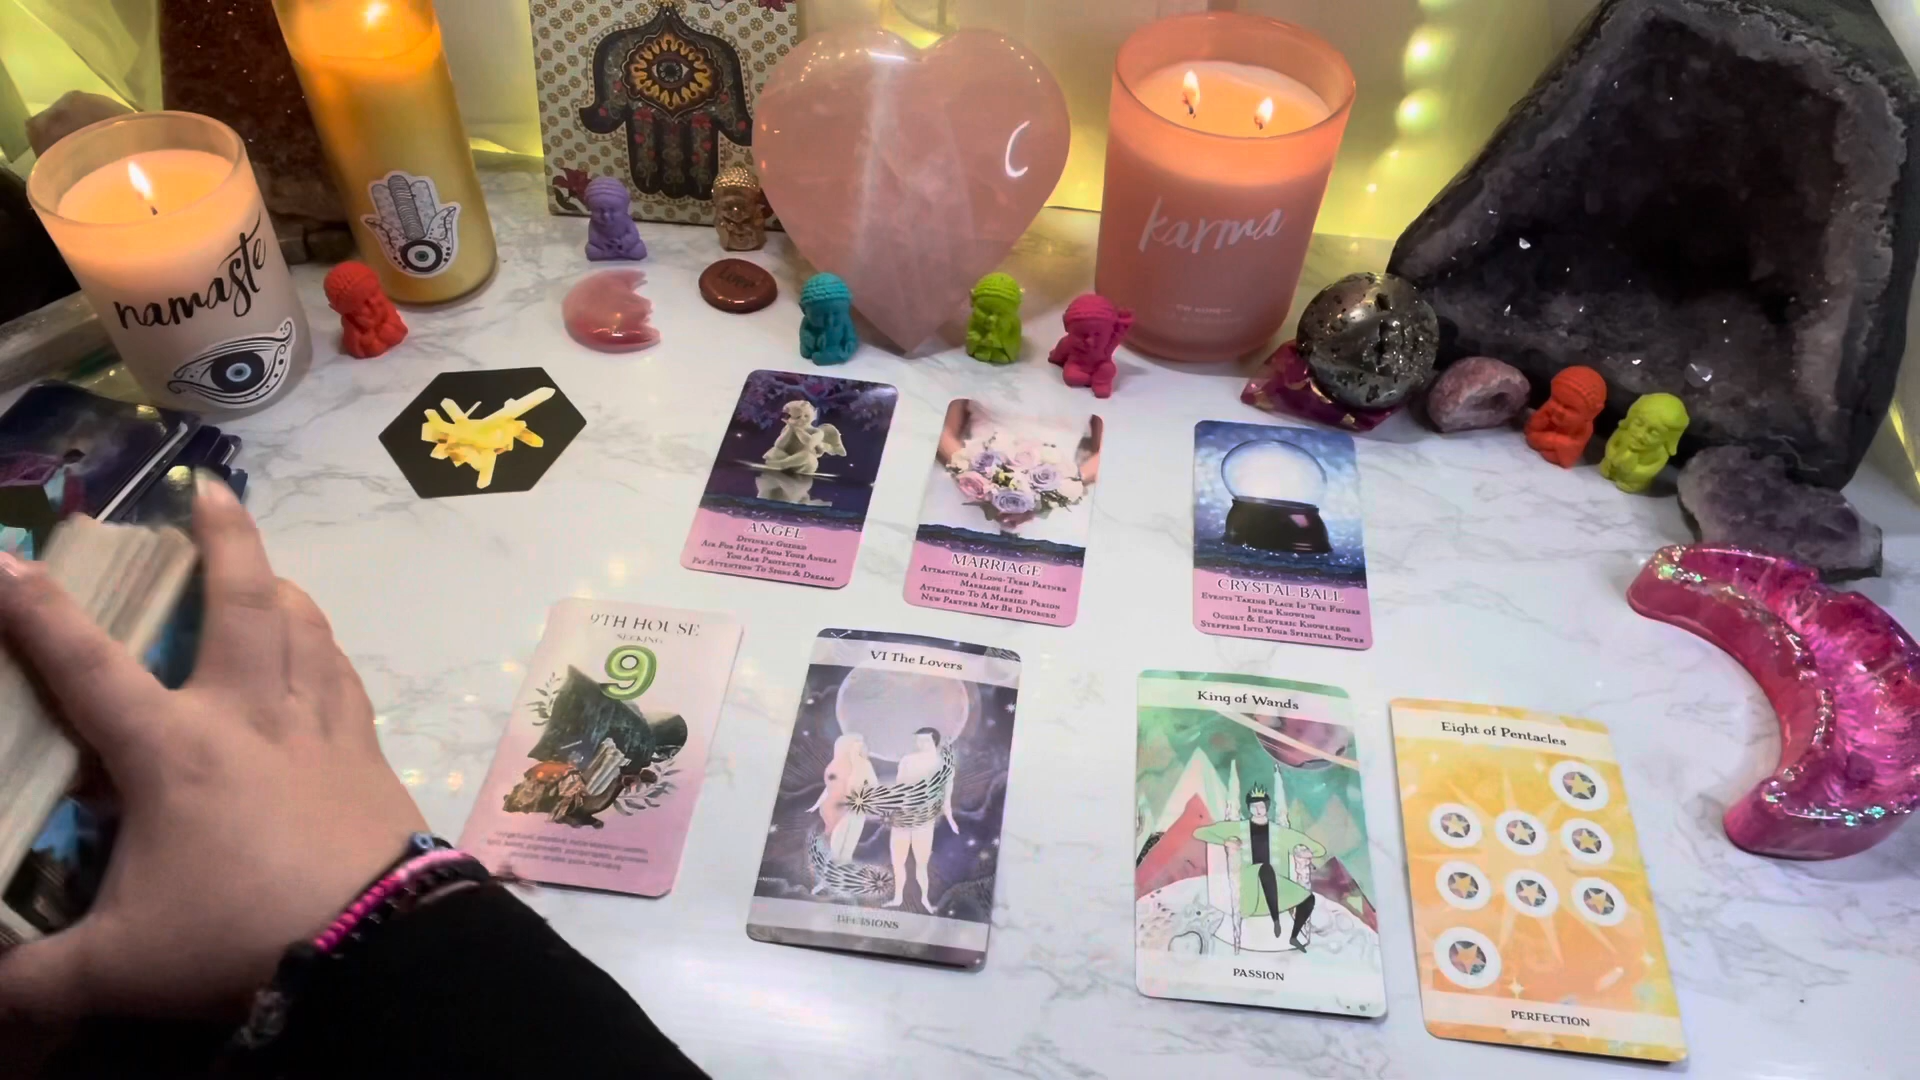 namaste
karma
Love
ANGEL
DIVINELY GUIDED
ASK FOR HELP FROM YOUR ANGELS
YOU ARE PROTECTED
PAY ATTENTION TO SIGNS & DREAMS
MARRIAGE
ATTRACTING A LONG-TERM PARTNER
MARRIAGE LIFE
ATTRACTED TO A MARRIED PERSON
NEW PARTNER MAY BE DIVORCED
CRYSTAL BALL
EVENTS TAKING PLACE IN THE FUTURE
INNER KNOWING
OCCULT & ESOTERIC KNOWLEDGE
STEPPING INTO YOUR SPIRITUAL POWER
9TH HOUSE
SEEKING
9
VI The Lovers
DECISIONS
King of Wands
PASSION
Eight of Pentacles
PERFECTION